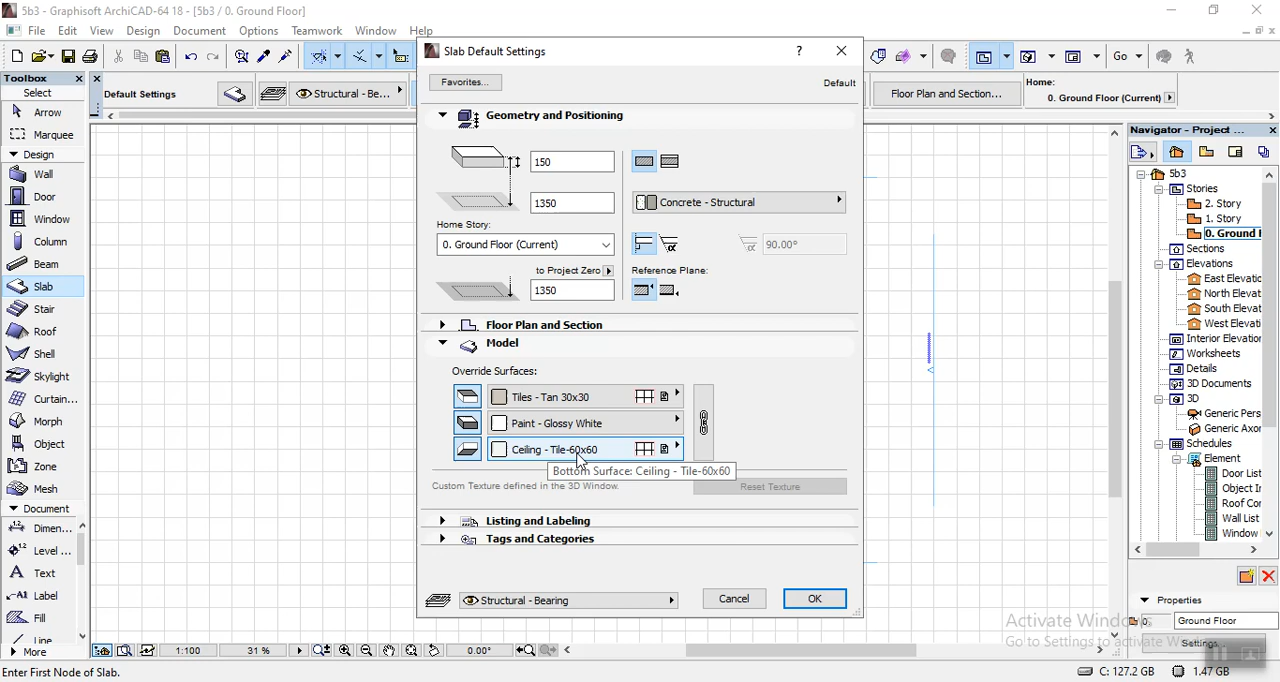 5b3 - Graphisoft ArchiCAD-64 18 - [5b3 / 0. Ground Floor]
File Edit View Design Document Options Teamwork Window Help
Go
Toolbox
Select
Arrow
Marquee
Design
Wall
Door
Window
Column
Beam
Slab
Stair
Roof
Shell
Skylight
Curtain...
Morph
Object
Zone
Mesh
Document
Dimen...
Level ...
Text
Label
Fill
Line
More
Default Settings
Structural - Be...
Floor Plan and Section...
Home:
0. Ground Floor (Current)
Slab Default Settings
?
Favorites...
Default
Geometry and Positioning
150
1350
Concrete - Structural
Home Story:
0. Ground Floor (Current)
90.00°
to Project Zero
Reference Plane:
1350
Floor Plan and Section
Model
Override Surfaces:
Tiles - Tan 30x30
Paint - Glossy White
Ceiling - Tile-60x60
Bottom Surface: Ceiling - Tile-60x60
Custom Texture defined in the 3D Window.
Reset Texture
Listing and Labeling
Tags and Categories
Structural - Bearing
Cancel
OK
Navigator - Project ...
5b3
Stories
2. Story
1. Story
0. Ground F
Sections
Elevations
East Elevatio
North Elevat
South Elevat
West Elevati
Interior Elevation
Worksheets
Details
3D Documents
3D
Generic Pers
Generic Axor
Schedules
Element
Door List
Object In
Roof Cor
Wall List
Window
Properties
0.
Ground Floor
Settings...
Activate Windows
Go to Settings to activate Windows.
1:100
31 %
0.00°
Enter First Node of Slab.
C: 127.2 GB
1.47 GB